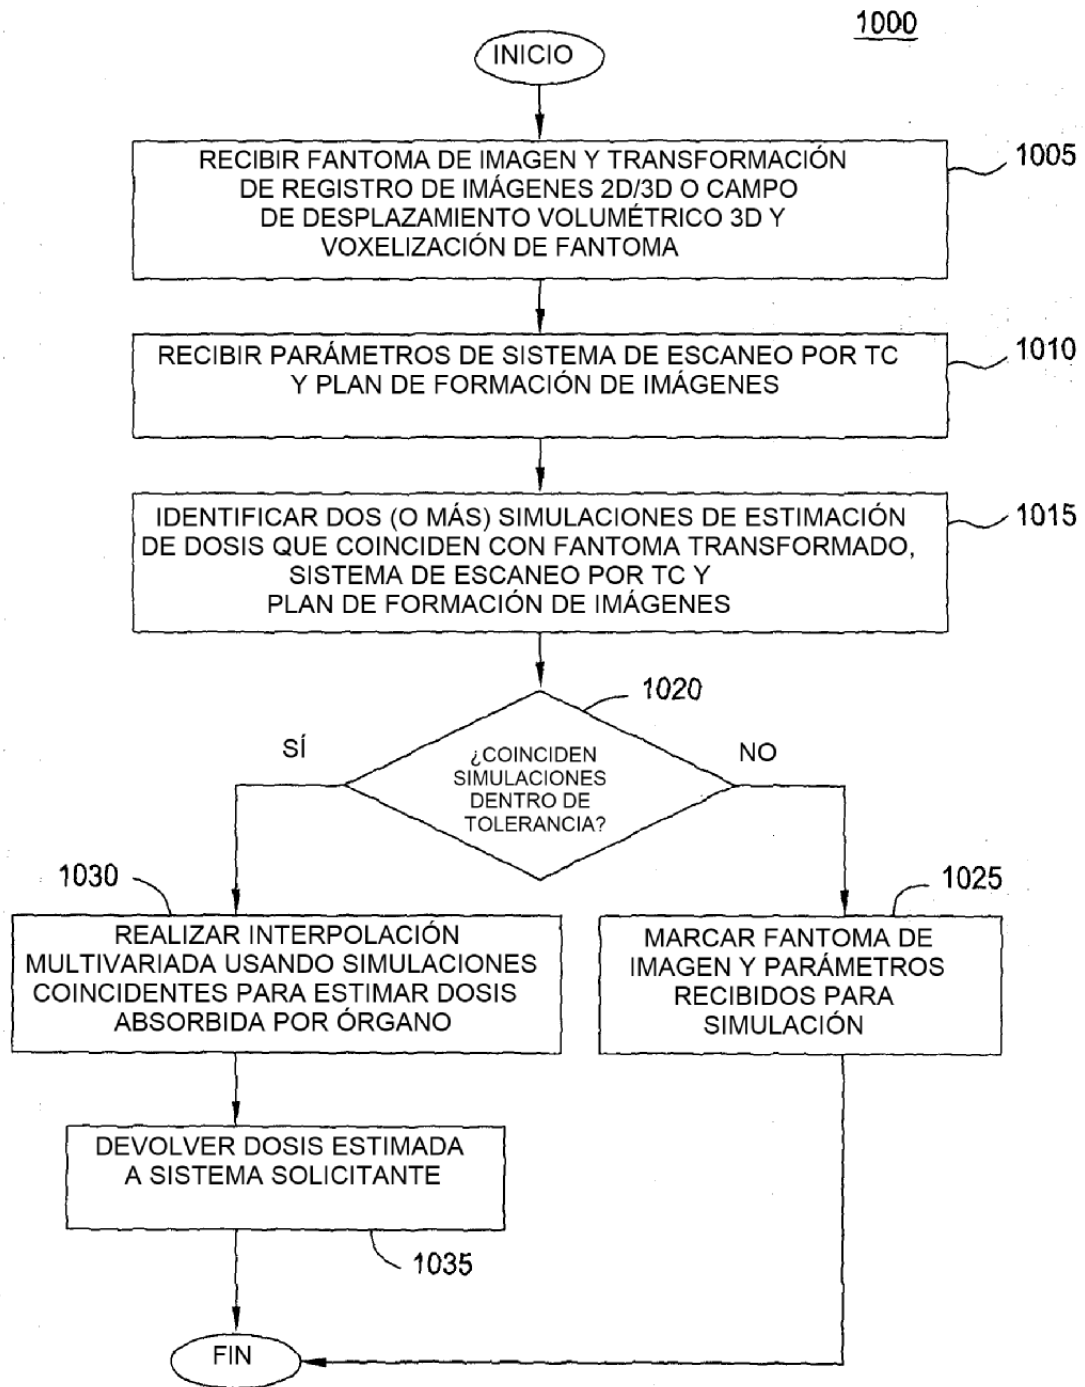 1000
INICIO
RECIBIR FANTOMA DE IMAGEN Y TRANSFORMACIÓN
DE REGISTRO DE IMÁGENES 2D/3D O CAMPO
DE DESPLAZAMIENTO VOLUMÉTRICO 3D Y
VOXELIZACIÓN DE FANTOMA
1005
RECIBIR PARÁMETROS DE SISTEMA DE ESCANEO POR TC
Y PLAN DE FORMACIÓN DE IMÁGENES
1010
IDENTIFICAR DOS (O MÁS) SIMULACIONES DE ESTIMACIÓN
DE DOSIS QUE COINCIDEN CON FANTOMA TRANSFORMADO,
SISTEMA DE ESCANEO POR TC Y
PLAN DE FORMACIÓN DE IMÁGENES
1015
1020
SÍ
¿COINCIDEN
SIMULACIONES
DENTRO DE
TOLERANCIA?
NO
1030
REALIZAR INTERPOLACIÓN
MULTIVARIADA USANDO SIMULACIONES
COINCIDENTES PARA ESTIMAR DOSIS
ABSORBIDA POR ÓRGANO
1025
MARCAR FANTOMA DE
IMAGEN Y PARÁMETROS
RECIBIDOS PARA
SIMULACIÓN
DEVOLVER DOSIS ESTIMADA
A SISTEMA SOLICITANTE
1035
FIN